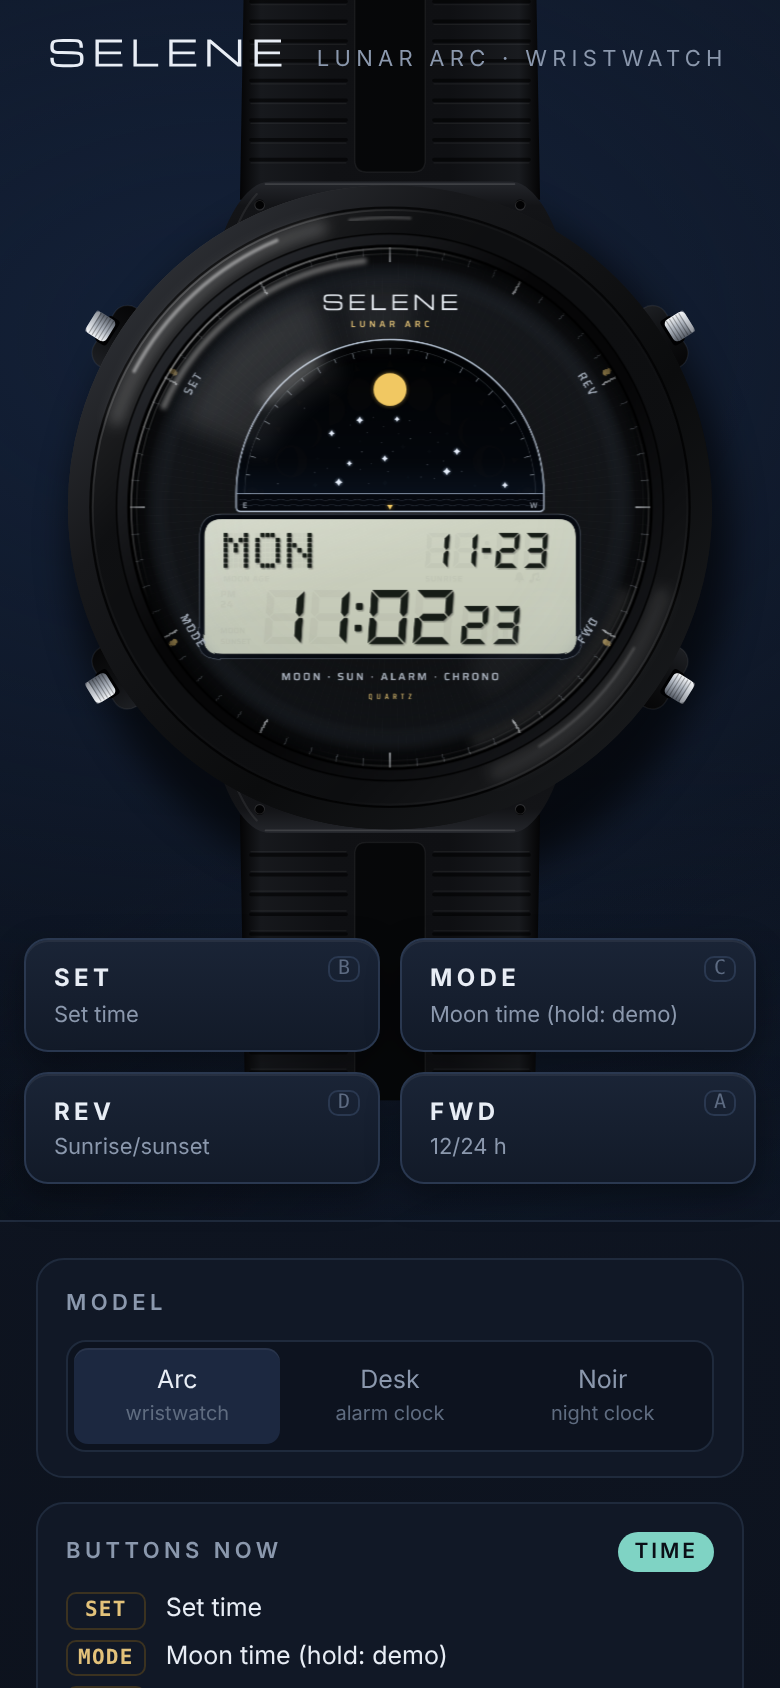 SELENE LUNAR ARC · WRISTWATCH
SELENE
LUNAR ARC
SET
REV
E
W
MON 11-23
11:02 23
MODE
FWD
MOON · SUN · ALARM · CHRONO
QUARTZ
SET B
Set time
MODE C
Moon time (hold: demo)
REV D
Sunrise/sunset
FWD A
12/24 h
MODEL
Arc
wristwatch
Desk
alarm clock
Noir
night clock
BUTTONS NOW TIME
SET Set time
MODE Moon time (hold: demo)